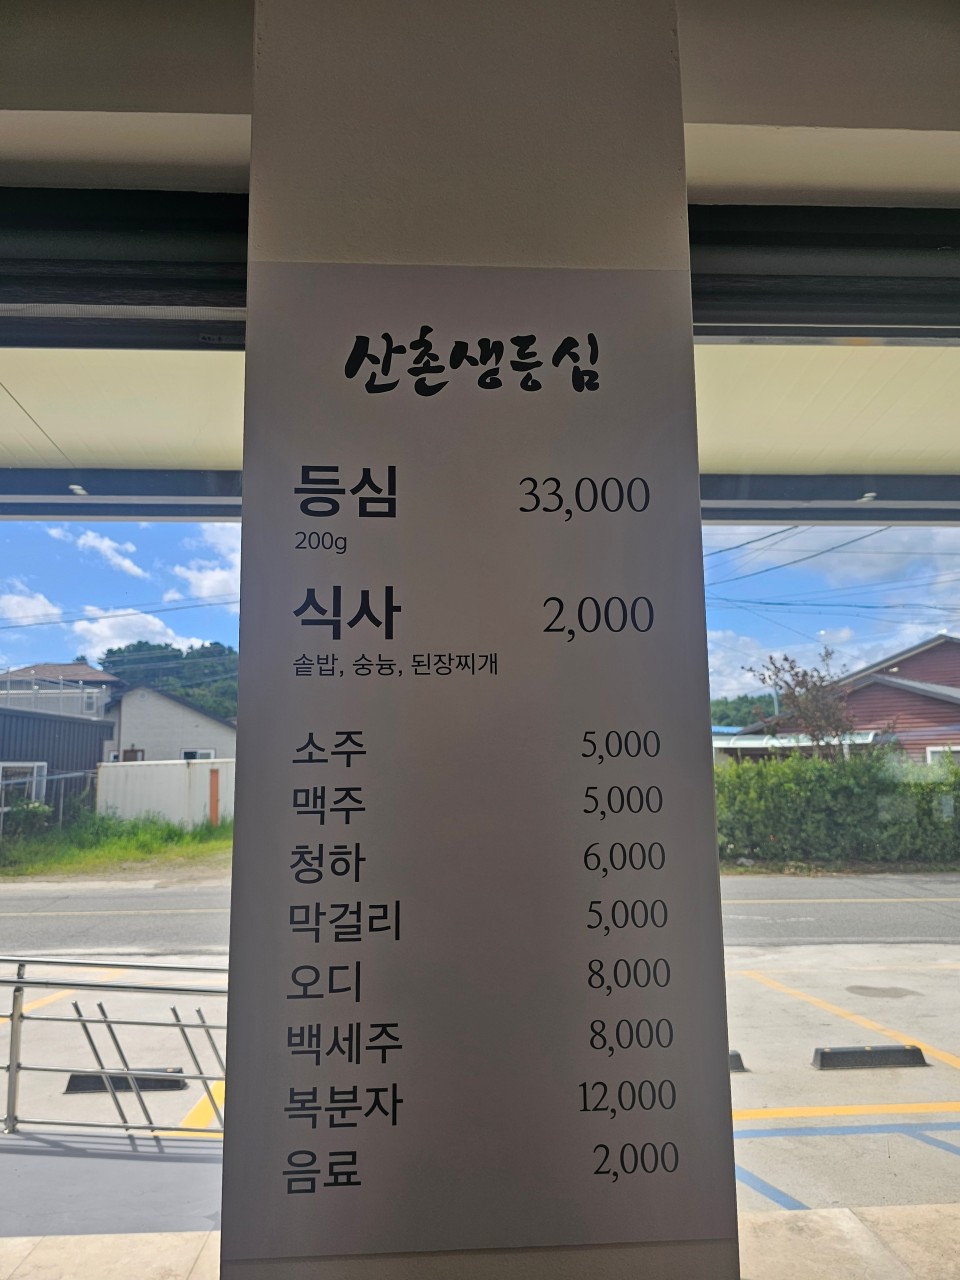 산촌생등심
등심 33,000
200g
식사 2,000
솥밥, 숭늉, 된장찌개
소주 5,000
맥주 5,000
청하 6,000
막걸리 5,000
오디 8,000
백세주 8,000
복분자 12,000
음료 2,000